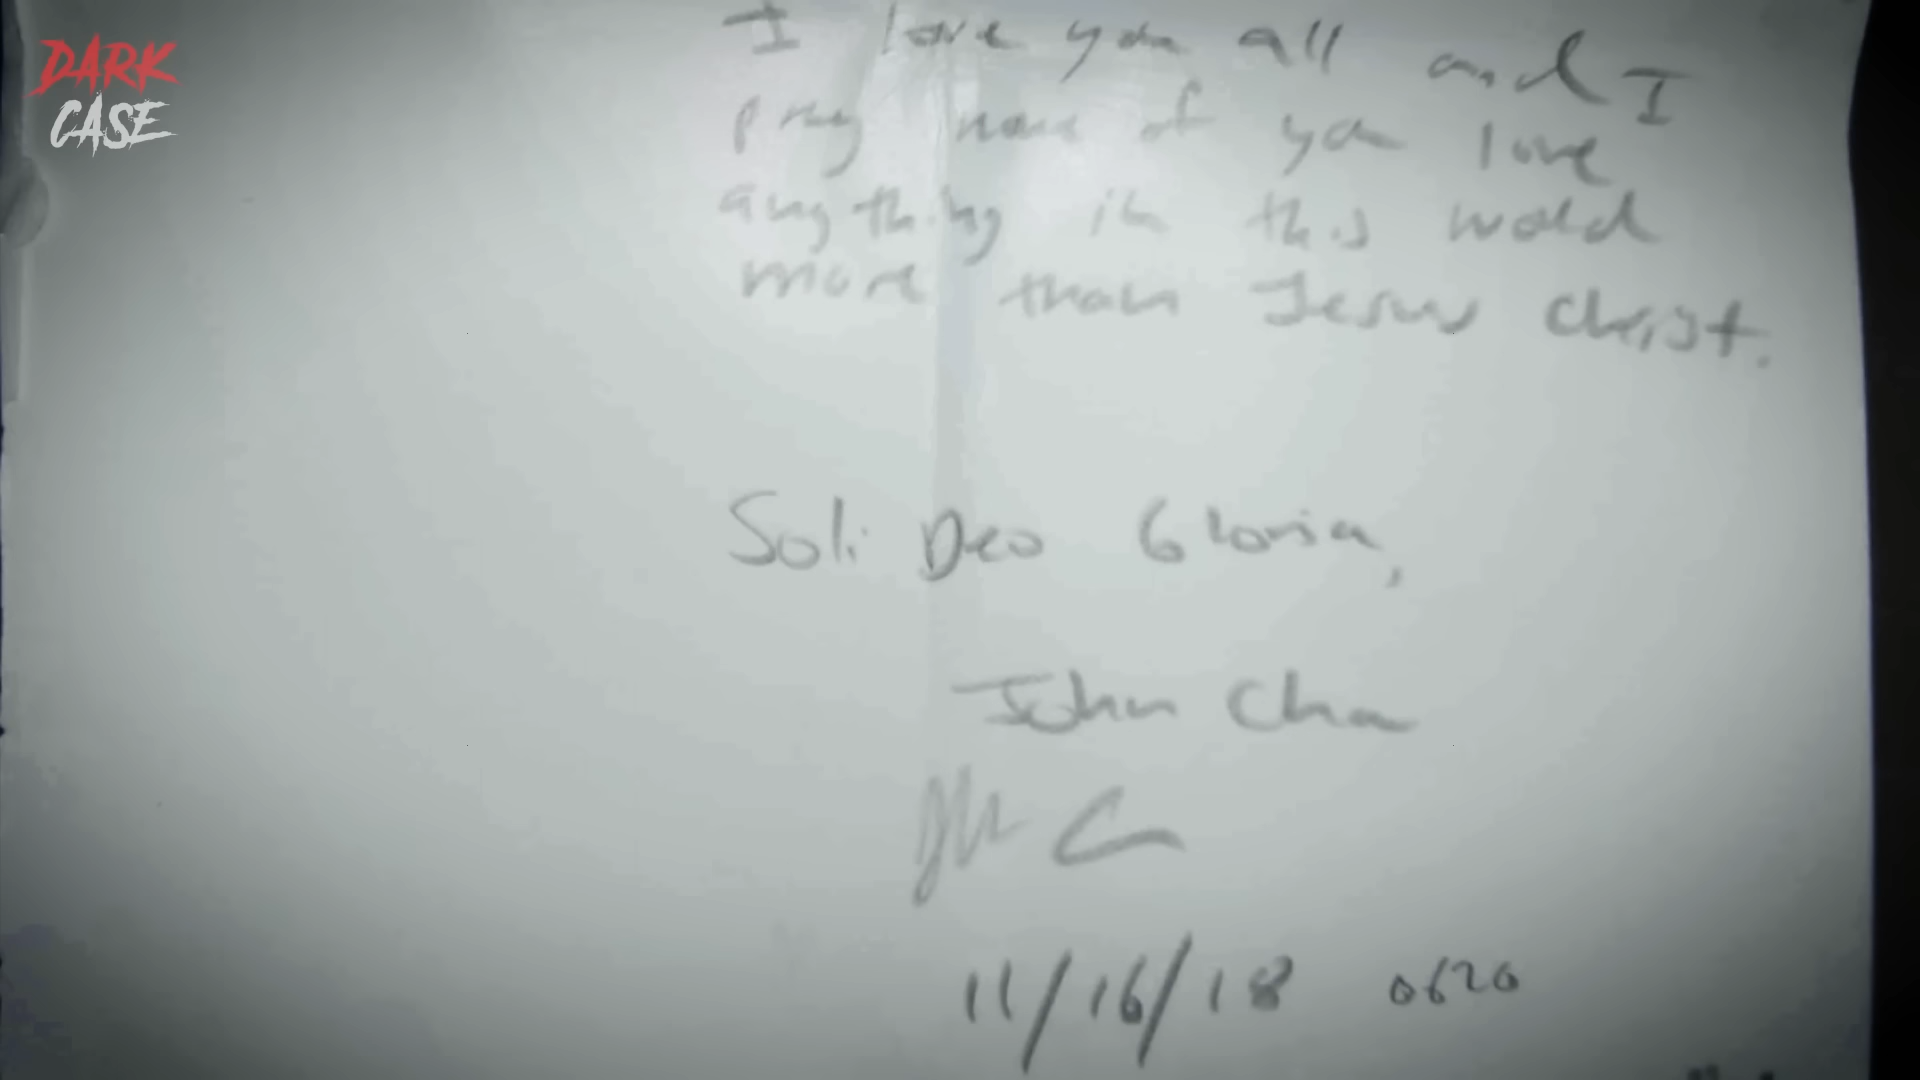 DARK
CASE
I love you all and I
pray none of you love
anything in this world
more than Jesus Christ.
Soli Deo Gloria,
John Chau
11/16/18 0620